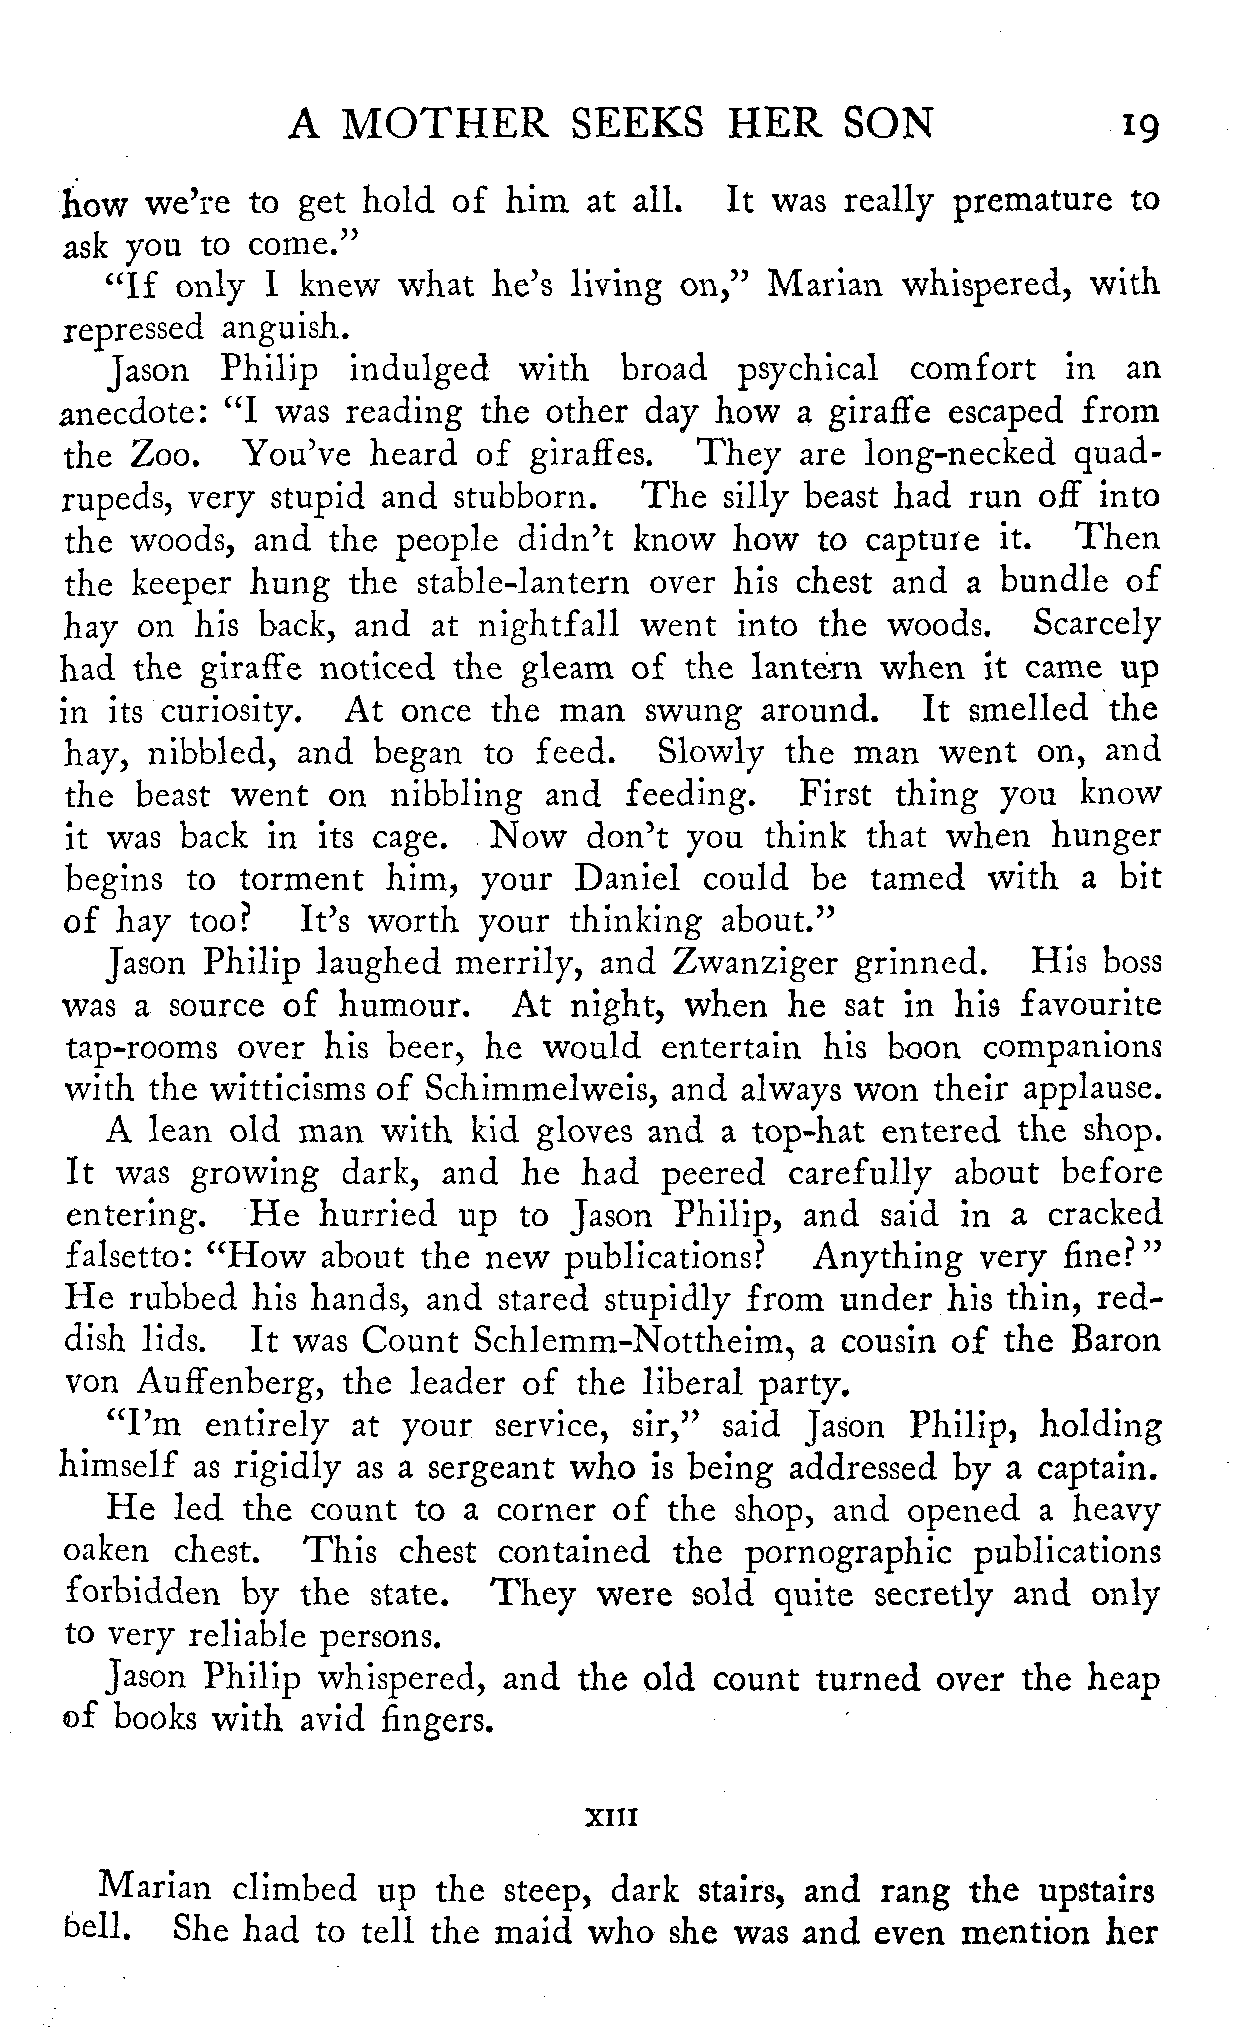 A MOTHER SEEKS HER SON 19
how we're to get hold of him at all. It was really premature to
ask you to come."
"If only I knew what he's living on," Marian whispered, with
repressed anguish.
Jason Philip indulged with broad psychical comfort in an
anecdote: "I was reading the other day how a giraffe escaped from
the Zoo. You've heard of giraffes. They are long-necked quad-
rupeds, very stupid and stubborn. The silly beast had run off into
the woods, and the people didn't know how to capture it. Then
the keeper hung the stable-lantern over his chest and a bundle of
hay on his back, and at nightfall went into the woods. Scarcely
had the giraffe noticed the gleam of the lantern when it came up
in its curiosity. At once the man swung around. It smelled the
hay, nibbled, and began to feed. Slowly the man went on, and
the beast went on nibbling and feeding. First thing you know
it was back in its cage. Now don't you think that when hunger
begins to torment him, your Daniel could be tamed with a bit
of hay too? It's worth your thinking about."
Jason Philip laughed merrily, and Zwanziger grinned. His boss
was a source of humour. At night, when he sat in his favourite
tap-rooms over his beer, he would entertain his boon companions
with the witticisms of Schimmelweis, and always won their applause.
A lean old man with kid gloves and a top-hat entered the shop.
It was growing dark, and he had peered carefully about before
entering. He hurried up to Jason Philip, and said in a cracked
falsetto: "How about the new publications? Anything very fine?"
He rubbed his hands, and stared stupidly from under his thin, red-
dish lids. It was Count Schlemm-Nottheim, a cousin of the Baron
von Auffenberg, the leader of the liberal party.
"I'm entirely at your service, sir," said Jason Philip, holding
himself as rigidly as a sergeant who is being addressed by a captain.
He led the count to a corner of the shop, and opened a heavy
oaken chest. This chest contained the pornographic publications
forbidden by the state. They were sold quite secretly and only
to very reliable persons.
Jason Philip whispered, and the old count turned over the heap
of books with avid fingers.
XIII
Marian climbed up the steep, dark stairs, and rang the upstairs
bell. She had to tell the maid who she was and even mention her